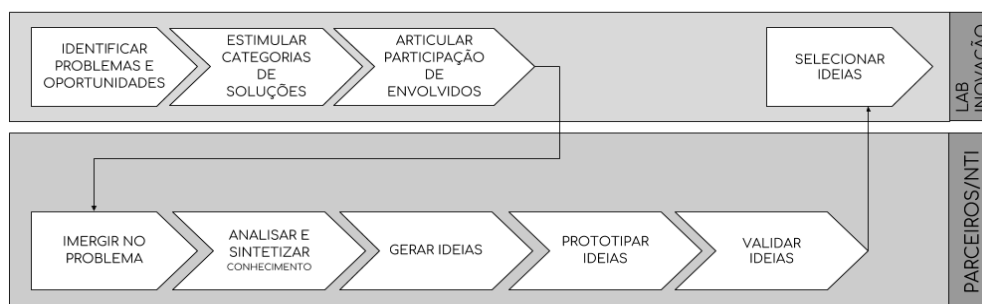 IDENTIFICAR
PROBLEMAS E
OPORTUNIDADES
ESTIMULAR
CATEGORIAS
DE
SOLUÇÕES
ARTICULAR
PARTICIPAÇÃO
DE
ENVOLVIDOS
SELECIONAR
IDEIAS
LAB
INOVAÇÃO
IMERGIR NO
PROBLEMA
ANALISAR E
SINTETIZAR
CONHECIMENTO
GERAR IDEIAS
PROTOTIPAR
IDEIAS
VALIDAR
IDEIAS
PARCEIROS/NTI